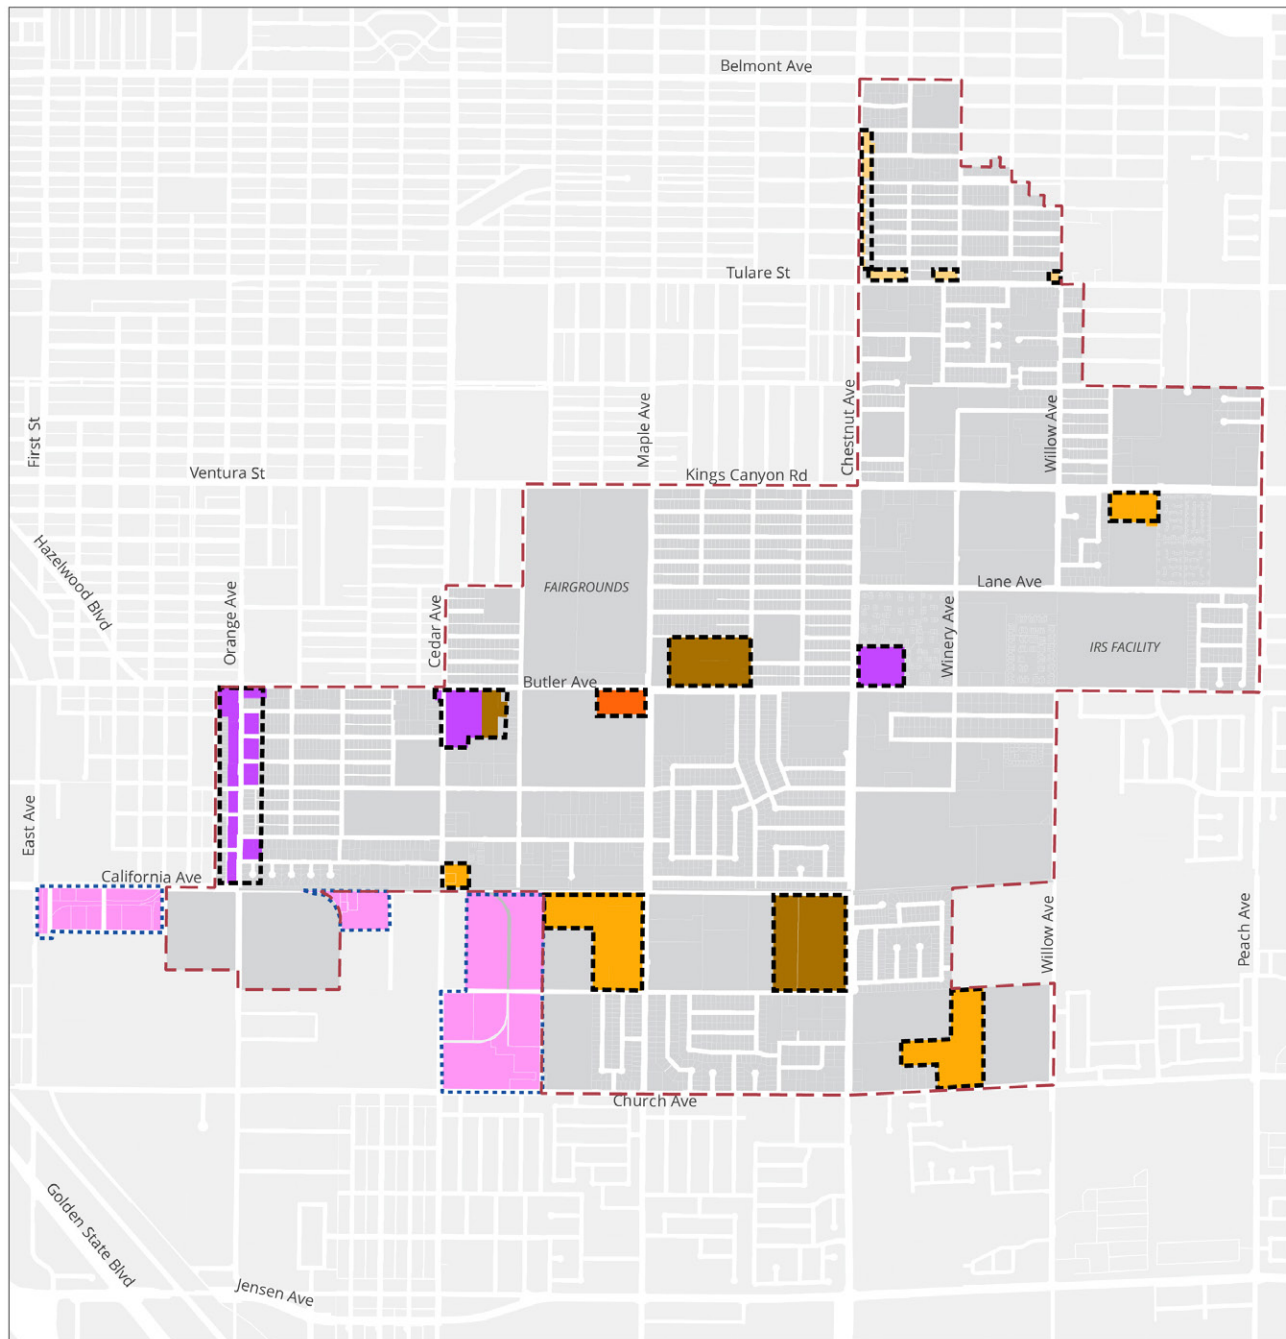 Belmont Ave
Tulare St
First St
Maple Ave
Chestnut Ave
Willow Ave
Ventura St
Kings Canyon Rd
Hazelwood Blvd
Orange Ave
Cedar Ave
FAIRGROUNDS
Lane Ave
Winery Ave
IRS FACILITY
Butler Ave
East Ave
California Ave
Willow Ave
Peach Ave
Church Ave
Golden State Blvd
Jensen Ave